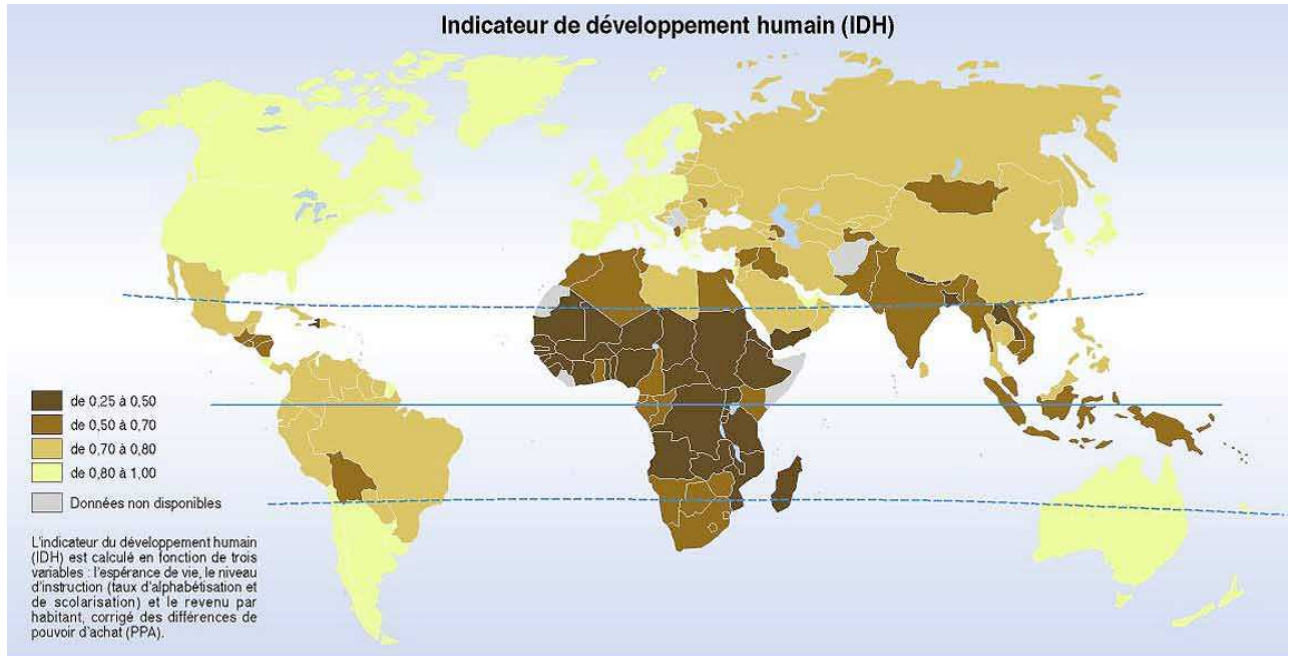 Indicateur de développement humain (IDH)
de 0,25 à 0,50
de 0,50 à 0,70
de 0,70 à 0,80
de 0,80 à 1,00
Données non disponibles
L'indicateur du développement humain
(IDH) est calculé en fonction de trois
variables : l'espérance de vie, le niveau
d'instruction (taux d'alphabétisation et
de scolarisation) et le revenu par
habitant, corrigé des différences de
pouvoir d'achat (PPA).